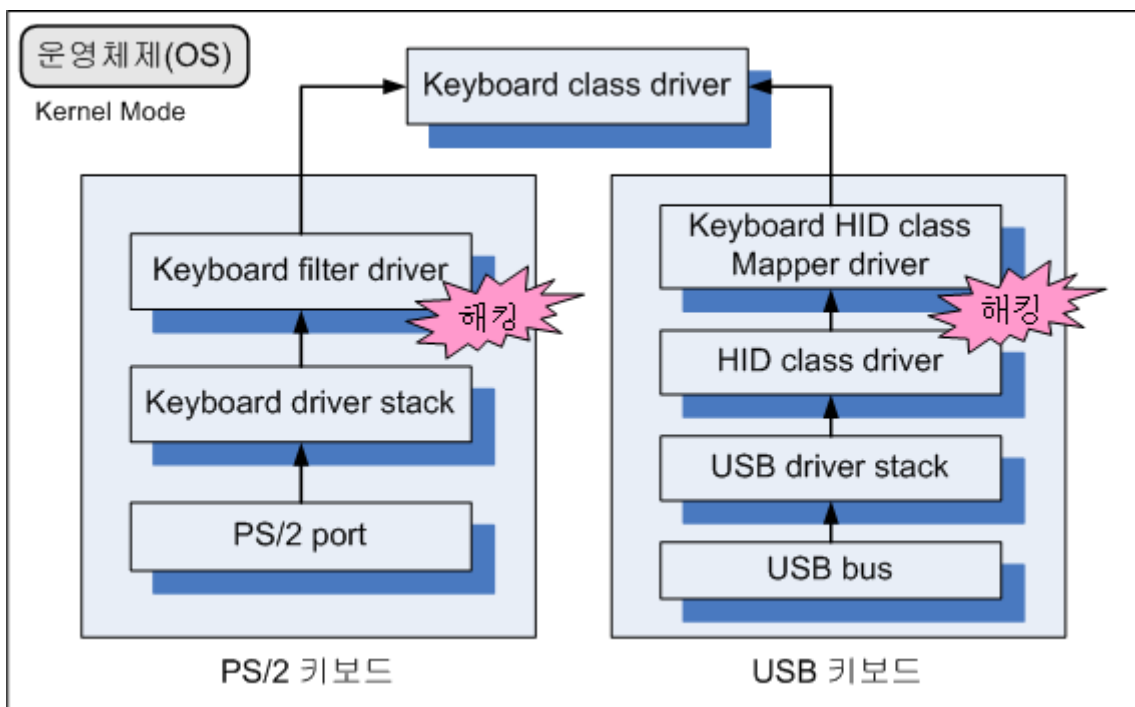 운영체제(OS)
Kernel Mode
Keyboard class driver
Keyboard filter driver
해킹
Keyboard driver stack
PS/2 port
PS/2 키보드
Keyboard HID class
Mapper driver
해킹
HID class driver
USB driver stack
USB bus
USB 키보드